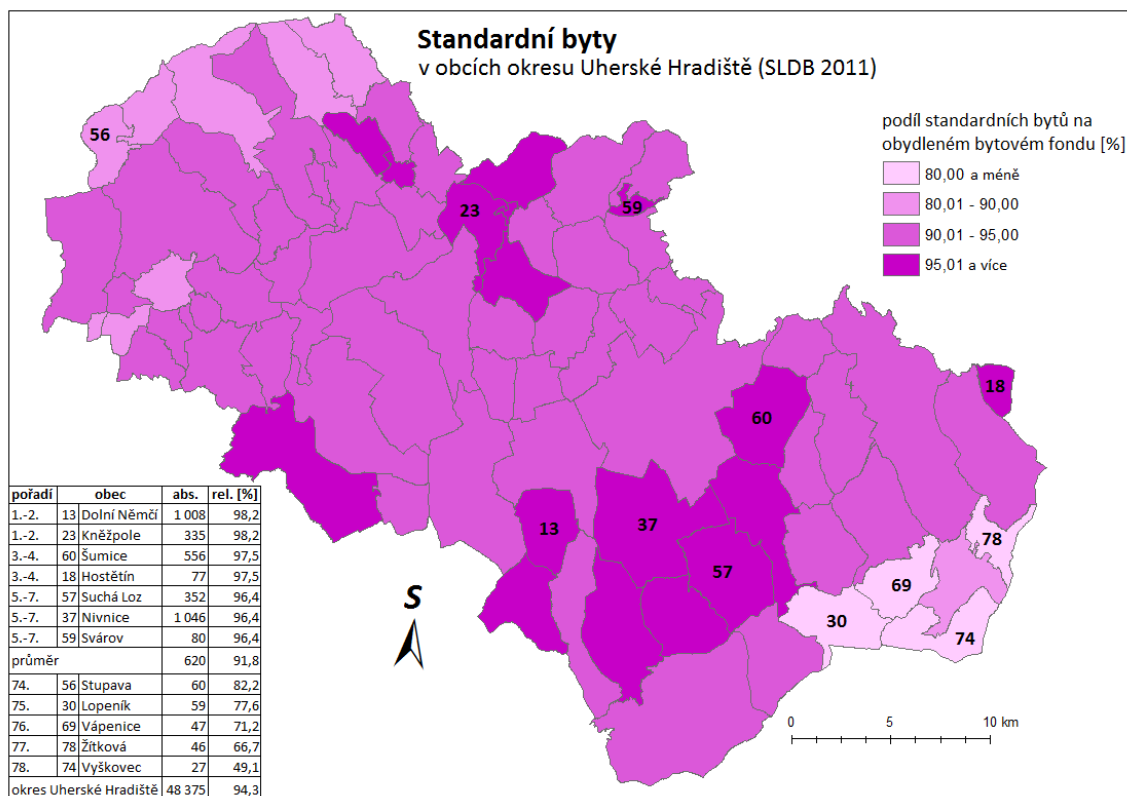 Standardní byty
v obcích okresu Uherské Hradiště (SLDB 2011)
podíl standardních bytů na
obydleném bytovém fondu [%]
80,00 a méně
80,01 - 90,00
90,01 - 95,00
95,01 a více
56
23
59
18
60
13
37
57
78
69
30
74
S
0 5 10 km
pořadí obec abs. rel. [%]
1.-2. 13 Dolní Němčí 1 008 98,2
1.-2. 23 Kněžpole 335 98,2
3.-4. 60 Šumice 556 97,5
3.-4. 18 Hostětín 77 97,5
5.-7. 57 Suchá Loz 352 96,4
5.-7. 37 Nivnice 1 046 96,4
5.-7. 59 Svárov 80 96,4
průměr 620 91,8
74. 56 Stupava 60 82,2
75. 30 Lopeník 59 77,6
76. 69 Vápenice 47 71,2
77. 78 Žítková 46 66,7
78. 74 Vyškovec 27 49,1
okres Uherské Hradiště 48 375 94,3